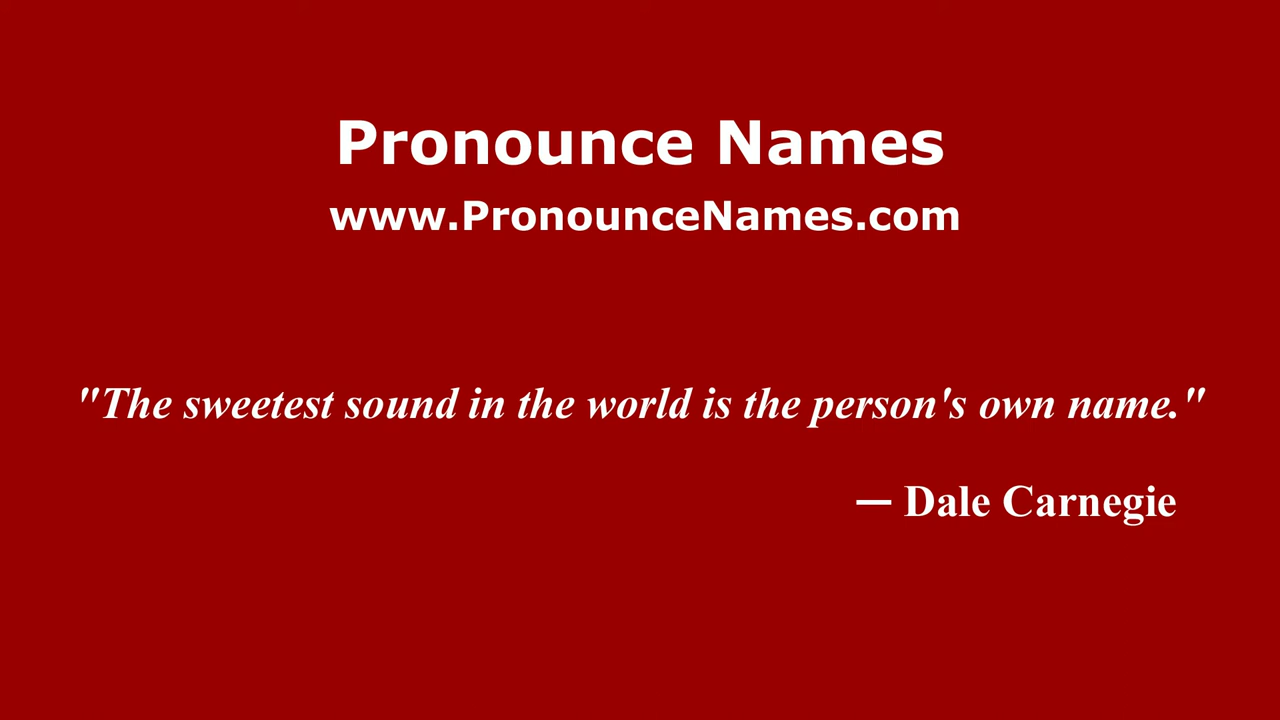 Pronounce Names
www.PronounceNames.com
"The sweetest sound in the world is the person's own name."
— Dale Carnegie